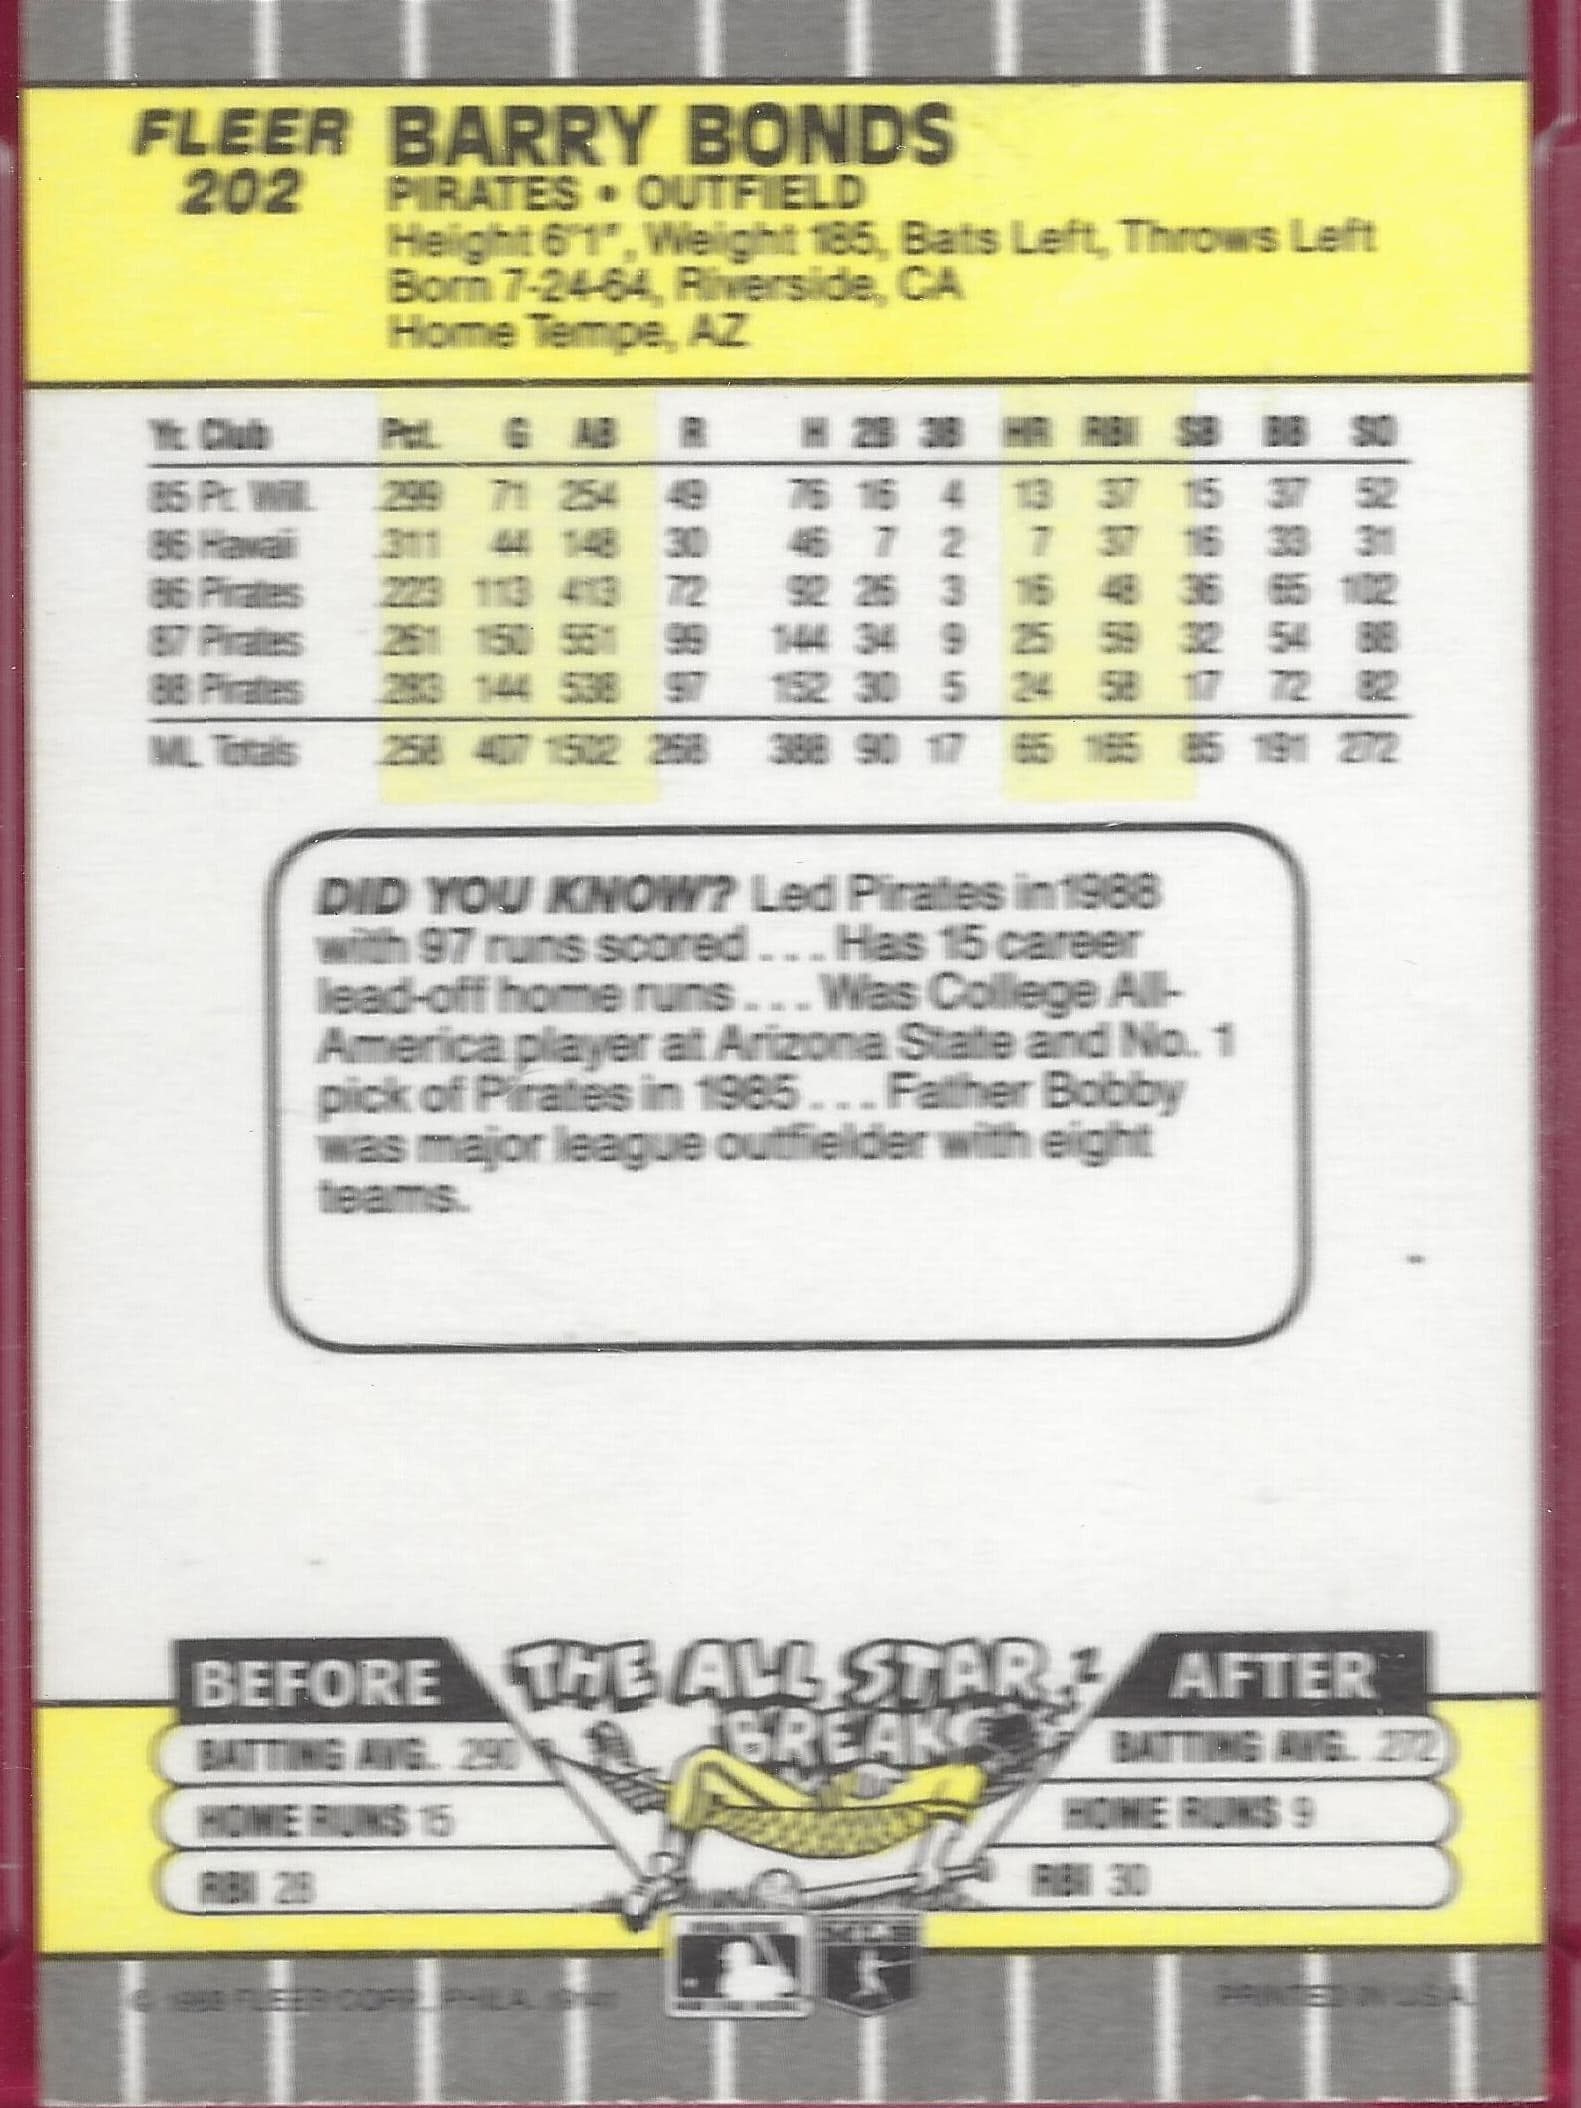 FLEER
202
BARRY BONDS
PIRATES • OUTFIELD
Height 6'1", Weight 185, Bats Left, Throws Left
Born 7-24-64, Riverside, CA
Home Tempe, AZ
Yr. Club Pct. G AB R H 2B 3B HR RBI SB BB SO
85 Pr. Will. .299 71 254 49 76 16 4 13 37 15 37 52
86 Hawaii .311 44 148 30 46 7 2 7 37 16 33 31
86 Pirates .223 113 413 72 92 26 3 16 48 36 65 102
87 Pirates .261 150 551 99 144 34 9 25 59 32 54 88
88 Pirates .283 144 538 97 152 30 5 24 58 17 72 82
ML Totals .258 407 1502 268 388 90 17 65 165 85 191 272
DID YOU KNOW? Led Pirates in 1988
with 97 runs scored . . . Has 15 career
lead-off home runs . . . Was College All-
America player at Arizona State and No. 1
pick of Pirates in 1985 . . . Father Bobby
was major league outfielder with eight
teams.
THE ALL STAR
BREAK
BEFORE
BATTING AVG. .290
HOME RUNS 15
RBI 28
AFTER
BATTING AVG. .272
HOME RUNS 9
RBI 30
FLEER CORP., PHILA.
PRINTED IN U.S.A.